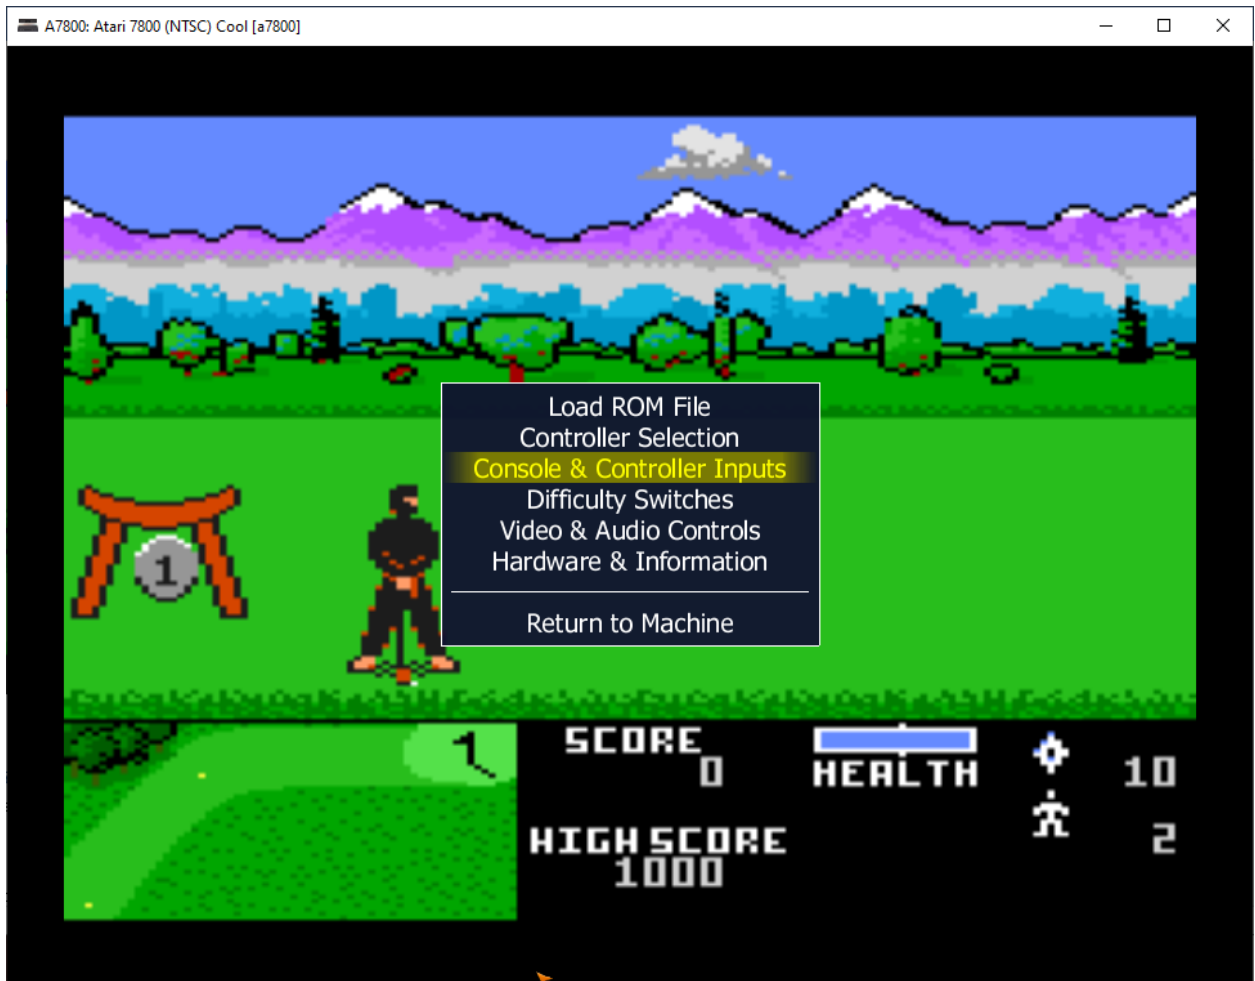 A7800: Atari 7800 (NTSC) Cool [a7800]
Load ROM File
Controller Selection
Console & Controller Inputs
Difficulty Switches
Video & Audio Controls
Hardware & Information
Return to Machine
1
1
SCORE
0
HEALTH
10
2
HIGH SCORE
1000